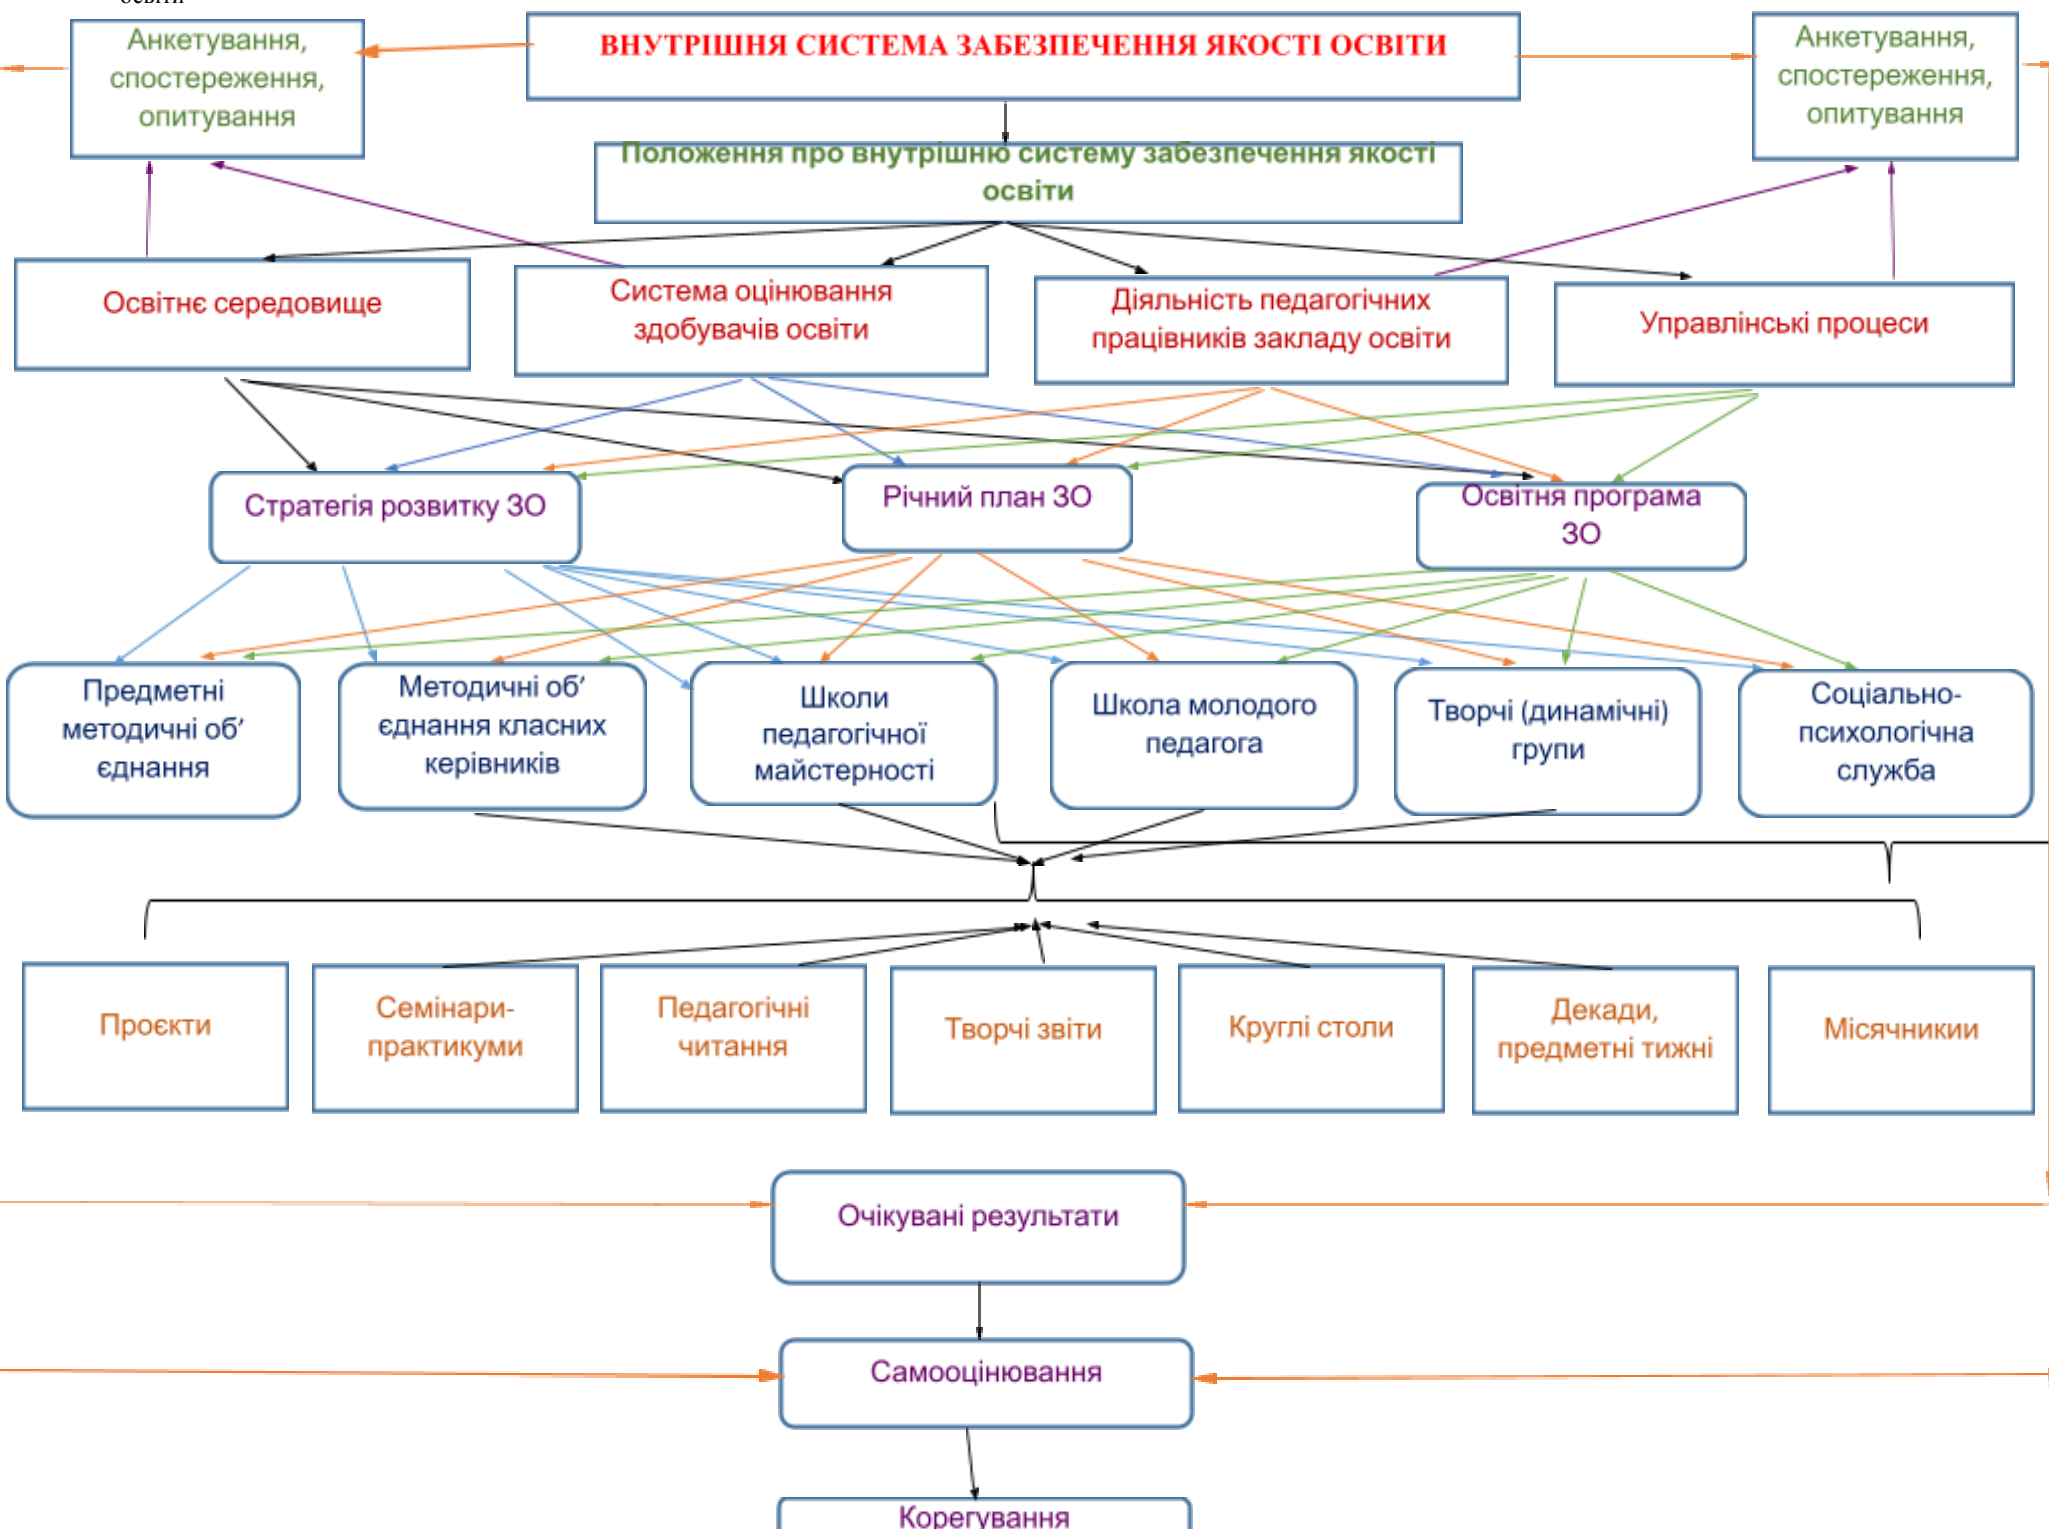 освіти
Анкетування,
спостереження,
опитування
ВНУТРІШНЯ СИСТЕМА ЗАБЕЗПЕЧЕННЯ ЯКОСТІ ОСВІТИ
Анкетування,
спостереження,
опитування
Положення про внутрішню систему забезпечення якості
освіти
Освітнє середовище
Система оцінювання
здобувачів освіти
Діяльність педагогічних
працівників закладу освіти
Управлінські процеси
Стратегія розвитку ЗО
Річний план ЗО
Освітня програма
ЗО
Предметні
методичні об’
єднання
Методичні об’
єднання класних
керівників
Школи
педагогічної
майстерності
Школа молодого
педагога
Творчі (динамічні)
групи
Соціально-
психологічна
служба
Проєкти
Семінари-
практикуми
Педагогічні
читання
Творчі звіти
Круглі столи
Декади,
предметні тижні
Місячникии
Очікувані результати
Самооцінювання
Корегування